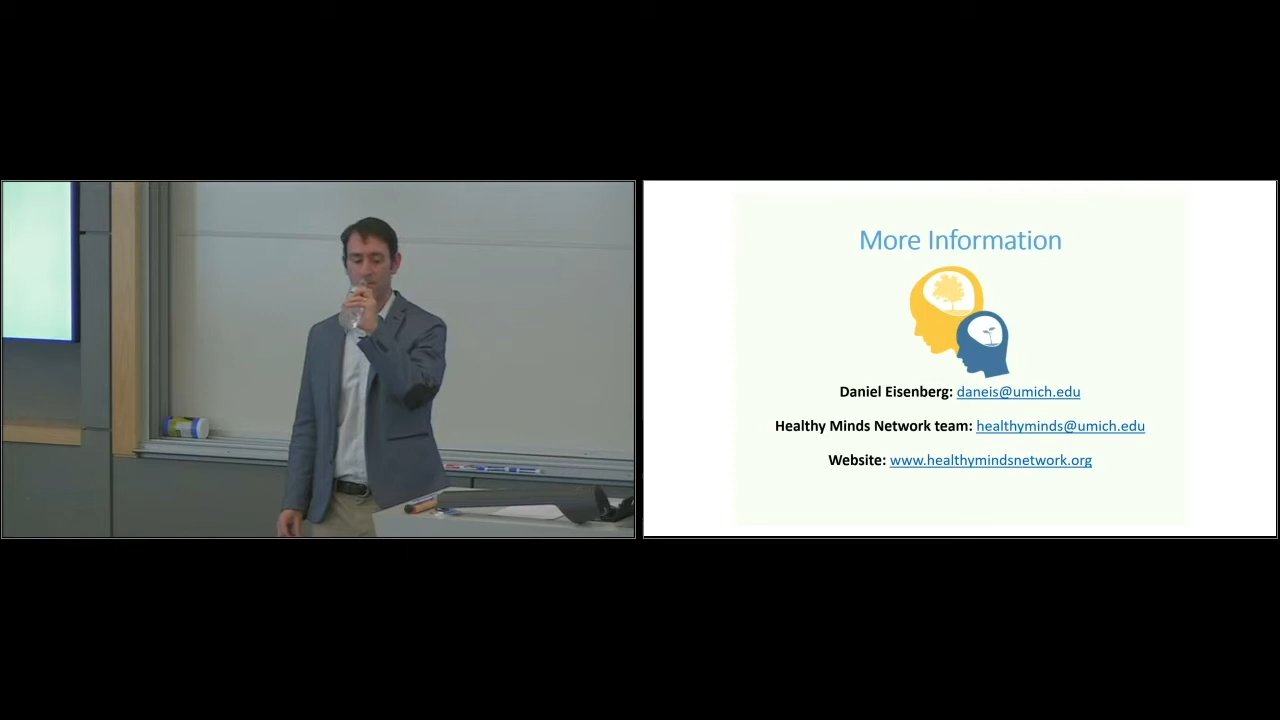 More Information
Daniel Eisenberg: daneis@umich.edu
Healthy Minds Network team: healthyminds@umich.edu
Website: www.healthymindsnetwork.org